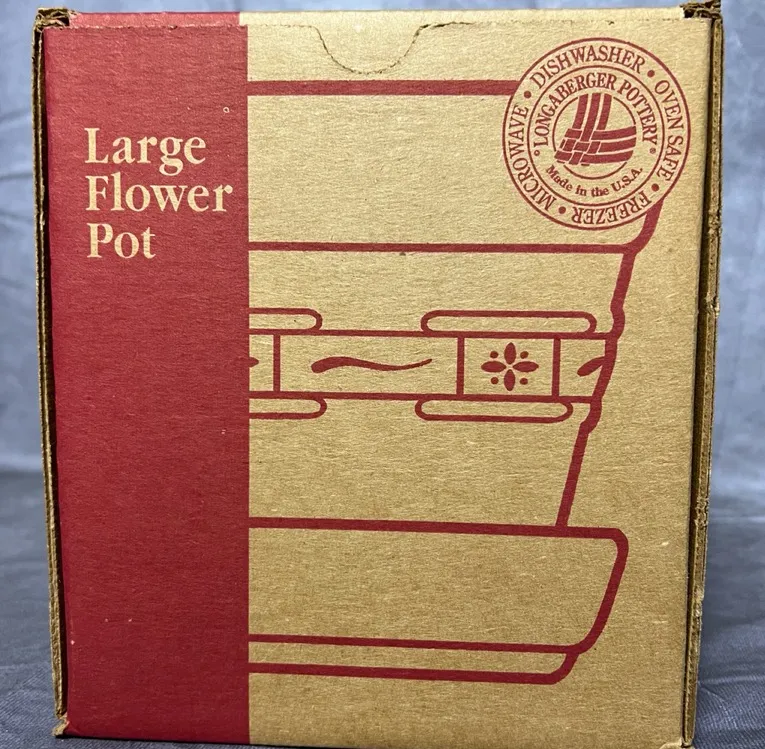 Large
Flower
Pot
MICROWAVE • DISHWASHER • OVEN SAFE • FREEZER •
• LONGABERGER POTTERY •
Made in the U.S.A.